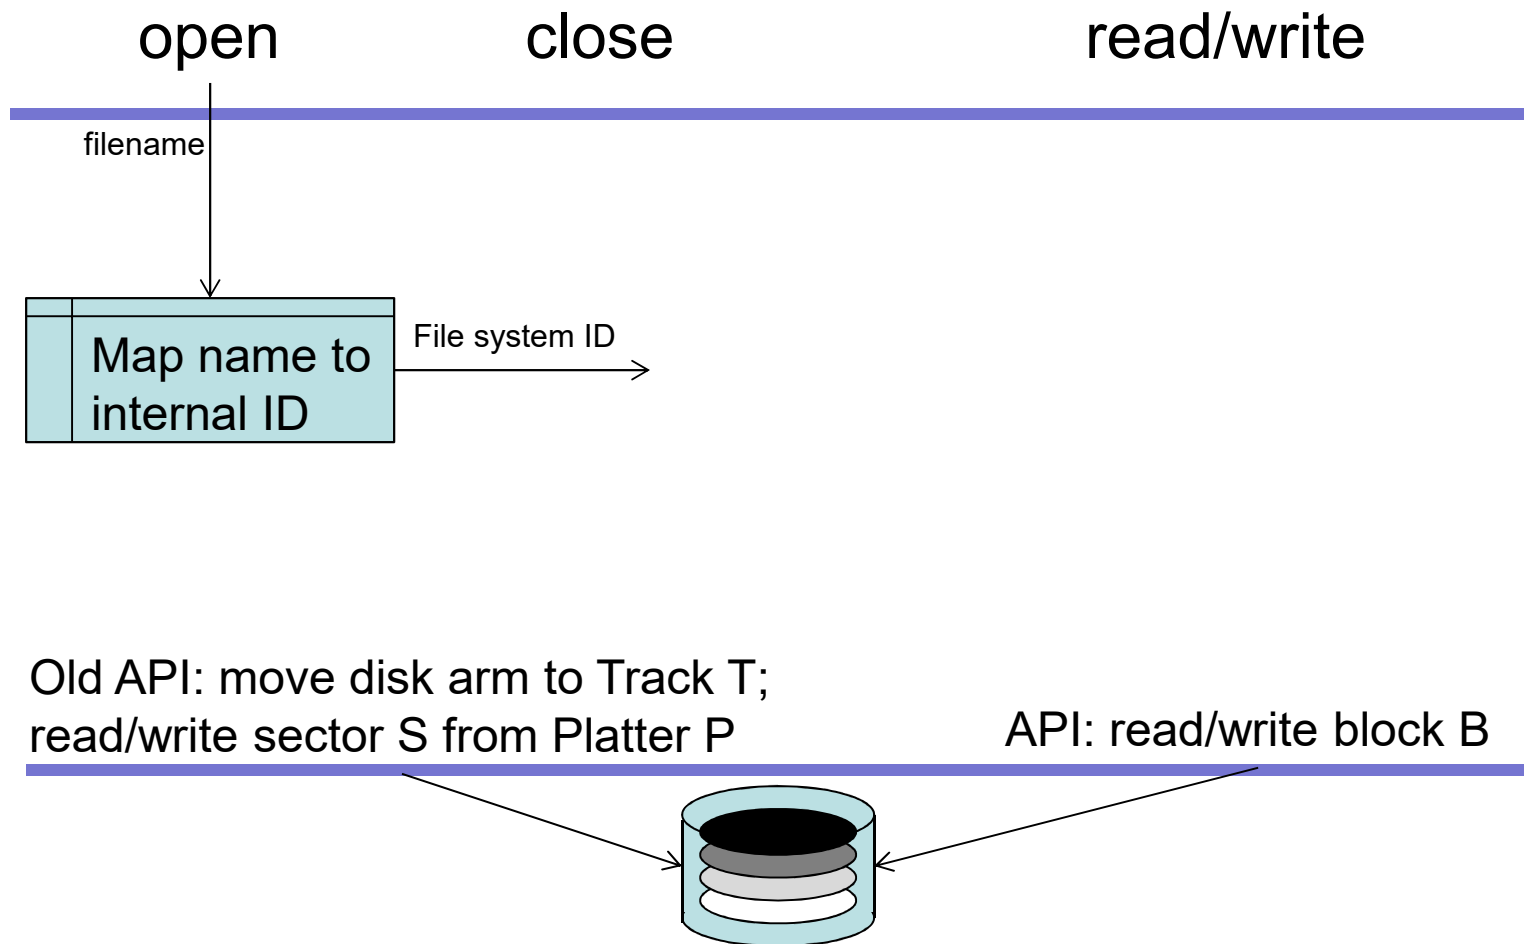 open close read/write
filename
File system ID
Map name to
internal ID
Old API: move disk arm to Track T;
read/write sector S from Platter P
API: read/write block B